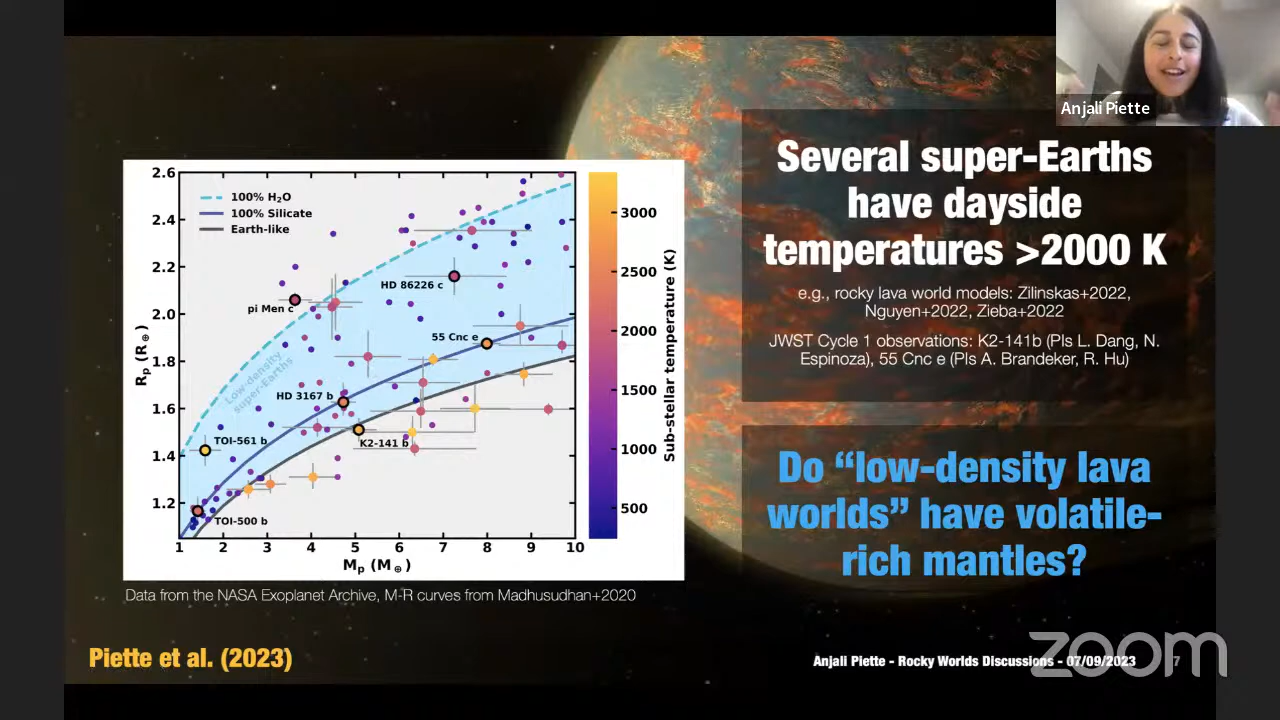 Anjali Piette
Several super-Earths
have dayside
temperatures >2000 K
e.g., rocky lava world models: Zilinskas+2022,
Nguyen+2022, Zieba+2022
JWST Cycle 1 observations: K2-141b (PIs L. Dang, N.
Espinoza), 55 Cnc e (PIs A. Brandeker, R. Hu)
Do “low-density lava
worlds” have volatile-
rich mantles?
2.6
2.4
2.2
2.0
1.8
1.6
1.4
1.2
Rₚ (R⊕)
100% H₂O
100% Silicate
Earth-like
HD 86226 c
pi Men c
55 Cnc e
Low-density
super-Earths
HD 3167 b
TOI-561 b
K2-141 b
TOI-500 b
1 2 3 4 5 6 7 8 9 10
Mₚ (M⊕)
3000
2500
2000
1500
1000
500
Sub-stellar temperature (K)
Data from the NASA Exoplanet Archive, M-R curves from Madhusudhan+2020
Piette et al. (2023)
Anjali Piette - Rocky Worlds Discussions - 07/09/2023
7
zoom